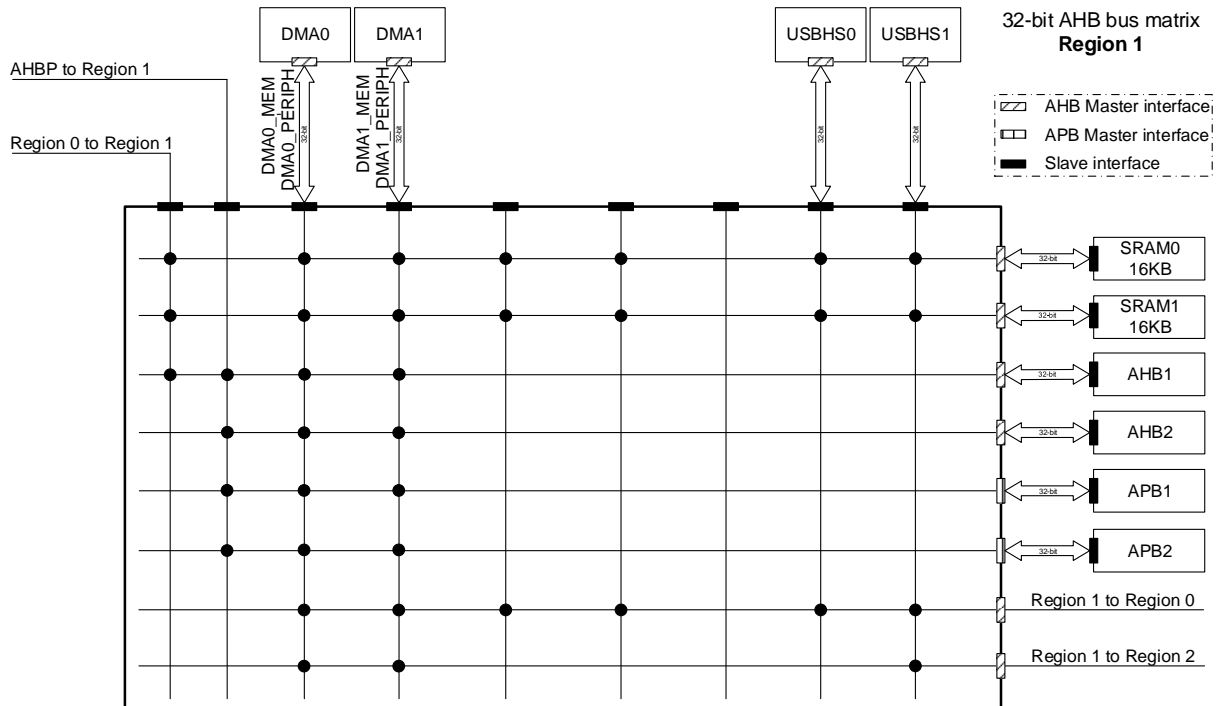 DMA0
DMA1
USBHS0
USBHS1
32-bit AHB bus matrix
Region 1
AHBP to Region 1
Region 0 to Region 1
DMA0_MEM
DMA0_PERIPH
32-bit
DMA1_MEM
DMA1_PERIPH
32-bit
32-bit
32-bit
AHB Master interface
APB Master interface
Slave interface
32-bit
SRAM0
16KB
32-bit
SRAM1
16KB
32-bit
AHB1
32-bit
AHB2
32-bit
APB1
32-bit
APB2
Region 1 to Region 0
Region 1 to Region 2